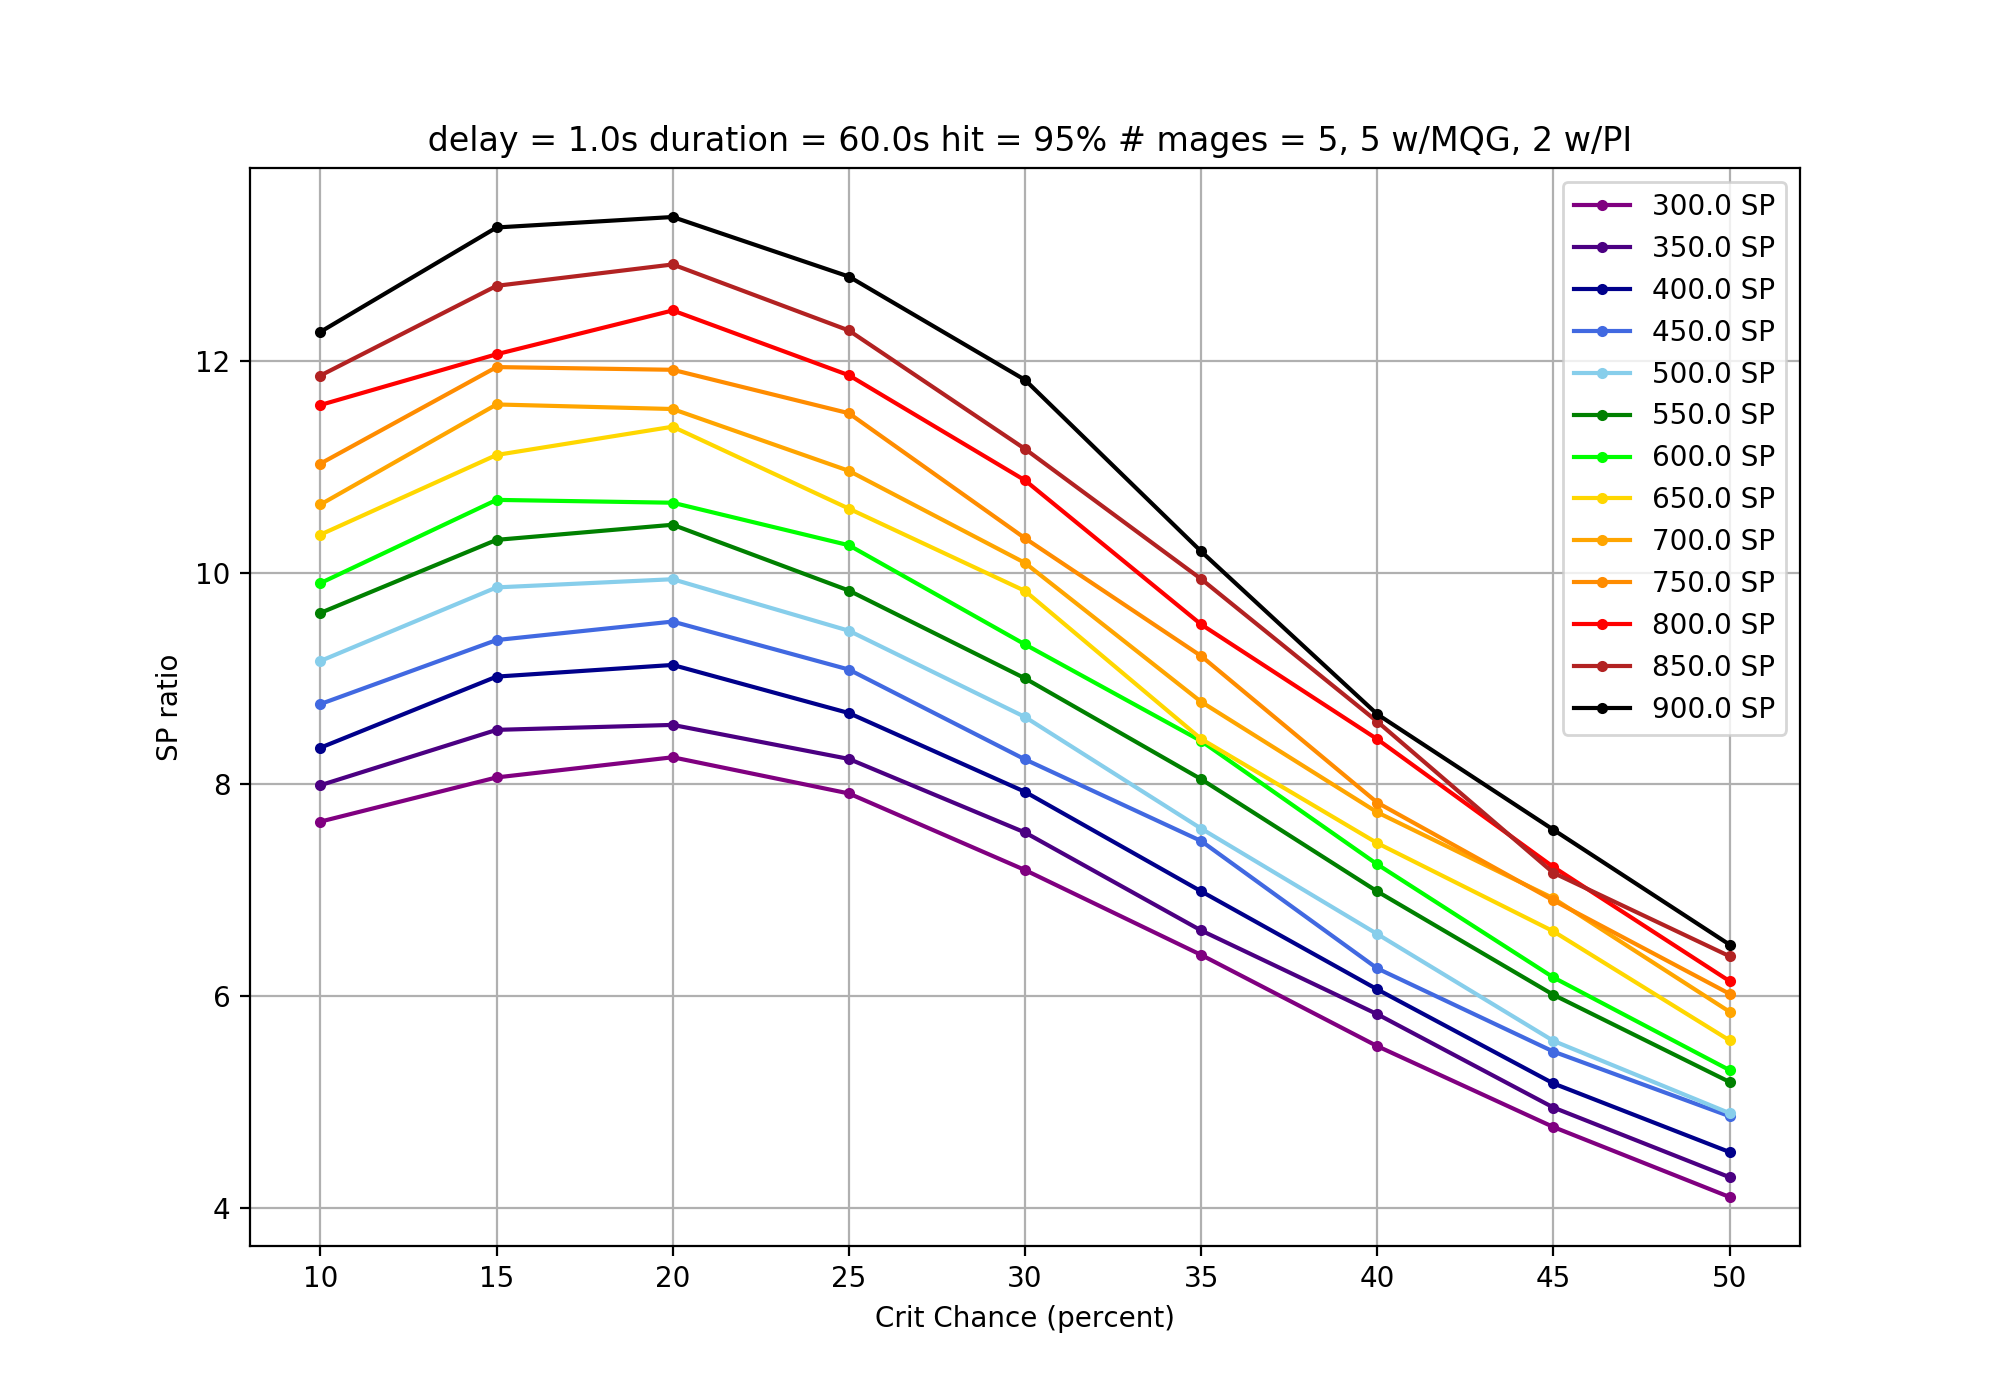 delay = 1.0s duration = 60.0s hit = 95% # mages = 5, 5 w/MQG, 2 w/PI
300.0 SP
350.0 SP
400.0 SP
450.0 SP
500.0 SP
550.0 SP
600.0 SP
650.0 SP
700.0 SP
750.0 SP
800.0 SP
850.0 SP
900.0 SP
SP ratio
12
10
8
6
4
10 15 20 25 30 35 40 45 50
Crit Chance (percent)